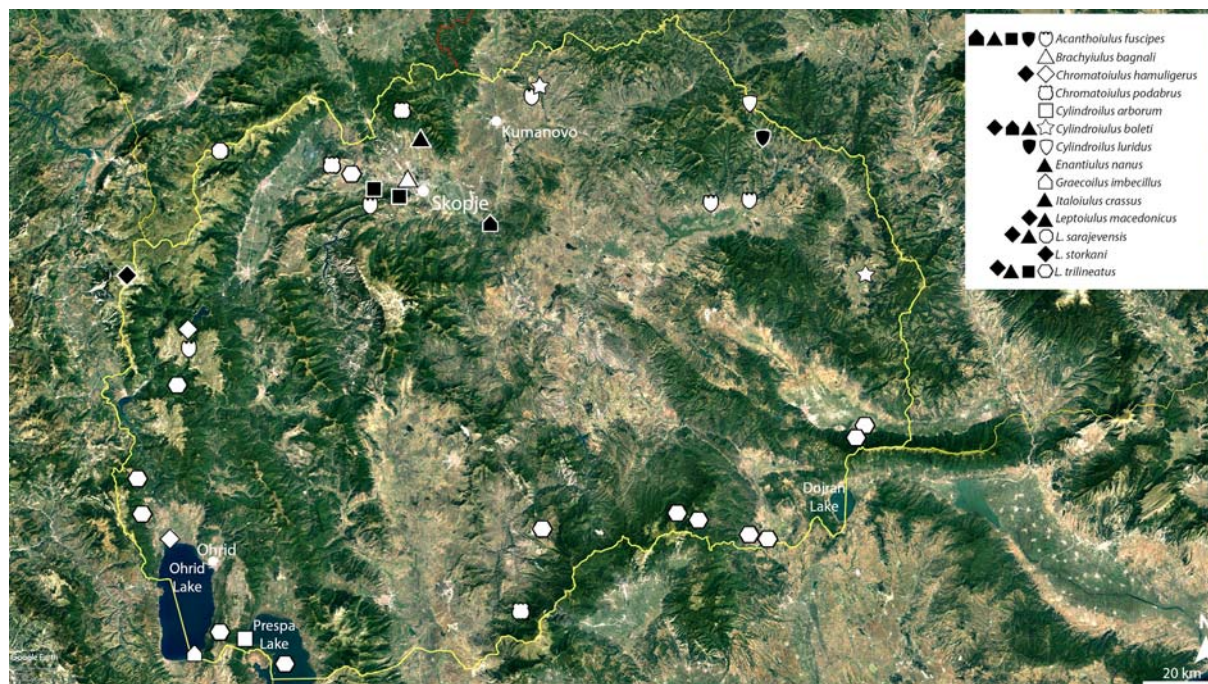 Acanthoiulus fuscipes
Brachyiulus bagnali
Chromatoiulus hamuligerus
Chromatoiulus podabrus
Cylindroilus arborum
Cylindroiulus boleti
Cylindroilus luridus
Enantiulus nanus
Graecoilus imbecillus
Italoiulus crassus
Leptoiulus macedonicus
L. sarajevensis
L. storkani
L. trilineatus
Kumanovo
Skopje
Dojran
Lake
Ohrid
Ohrid
Lake
Prespa
Lake
Google Earth
N
20 km